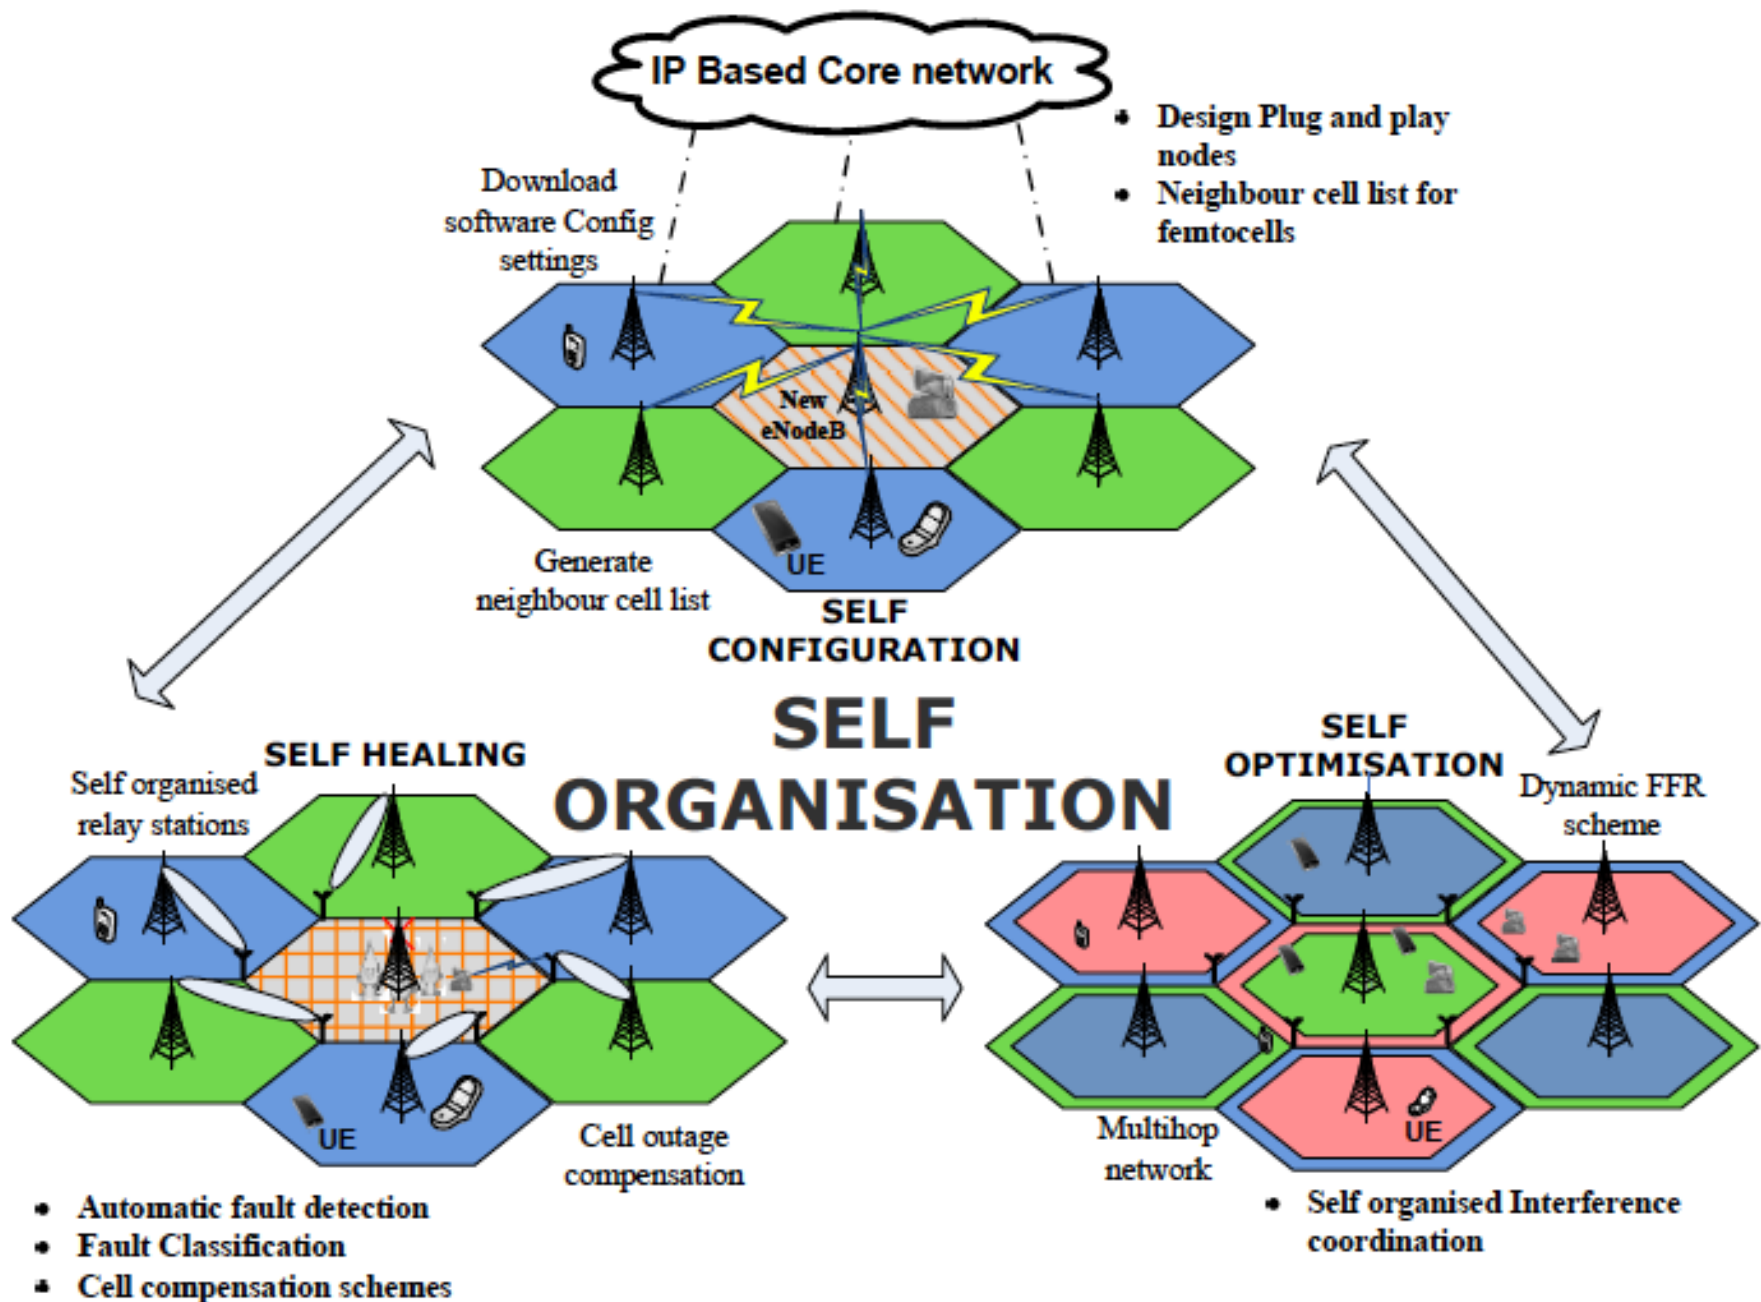 IP Based Core network
Design Plug and play
nodes
Neighbour cell list for
femtocells
Download
software Config
settings
New
eNodeB
UE
Generate
neighbour cell list
SELF
CONFIGURATION
SELF
ORGANISATION
SELF HEALING
Self organised
relay stations
UE
Cell outage
compensation
Automatic fault detection
Fault Classification
Cell compensation schemes
SELF
OPTIMISATION
Dynamic FFR
scheme
UE
Multihop
network
Self organised Interference
coordination